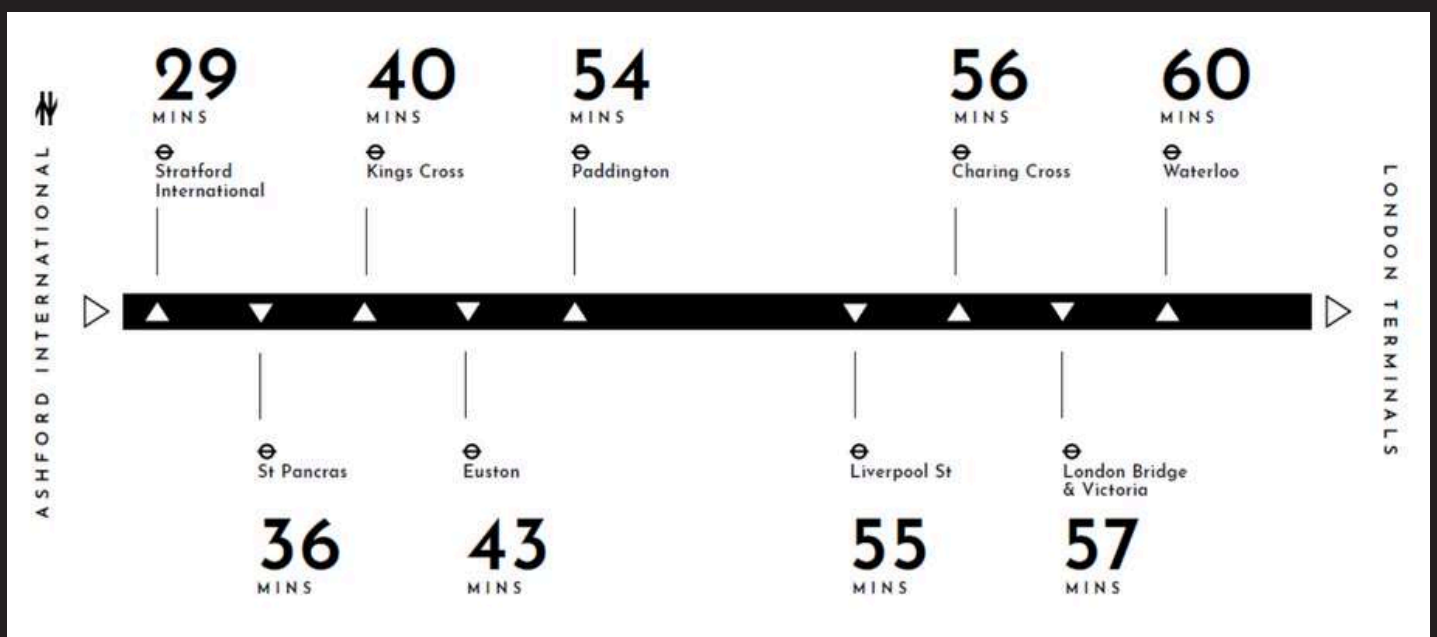 ASHFORD INTERNATIONAL
29
MINS
Stratford
International
40
MINS
Kings Cross
54
MINS
Paddington
56
MINS
Charing Cross
60
MINS
Waterloo
St Pancras
36
MINS
Euston
43
MINS
Liverpool St
55
MINS
London Bridge
& Victoria
57
MINS
LONDON TERMINALS